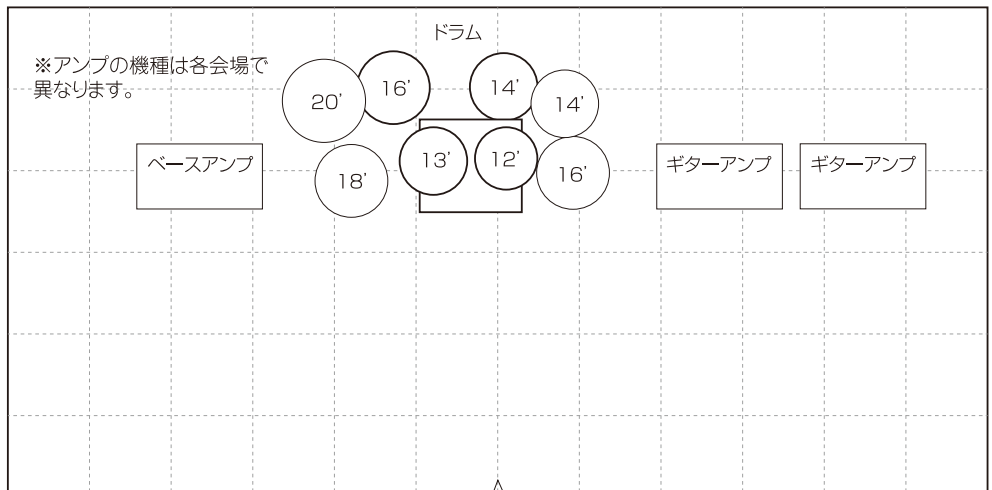 ドラム
※アンプの機種は各会場で
異なります。
20'
16'
14'
14'
ベースアンプ
18'
13'
12'
16'
ギターアンプ
ギターアンプ